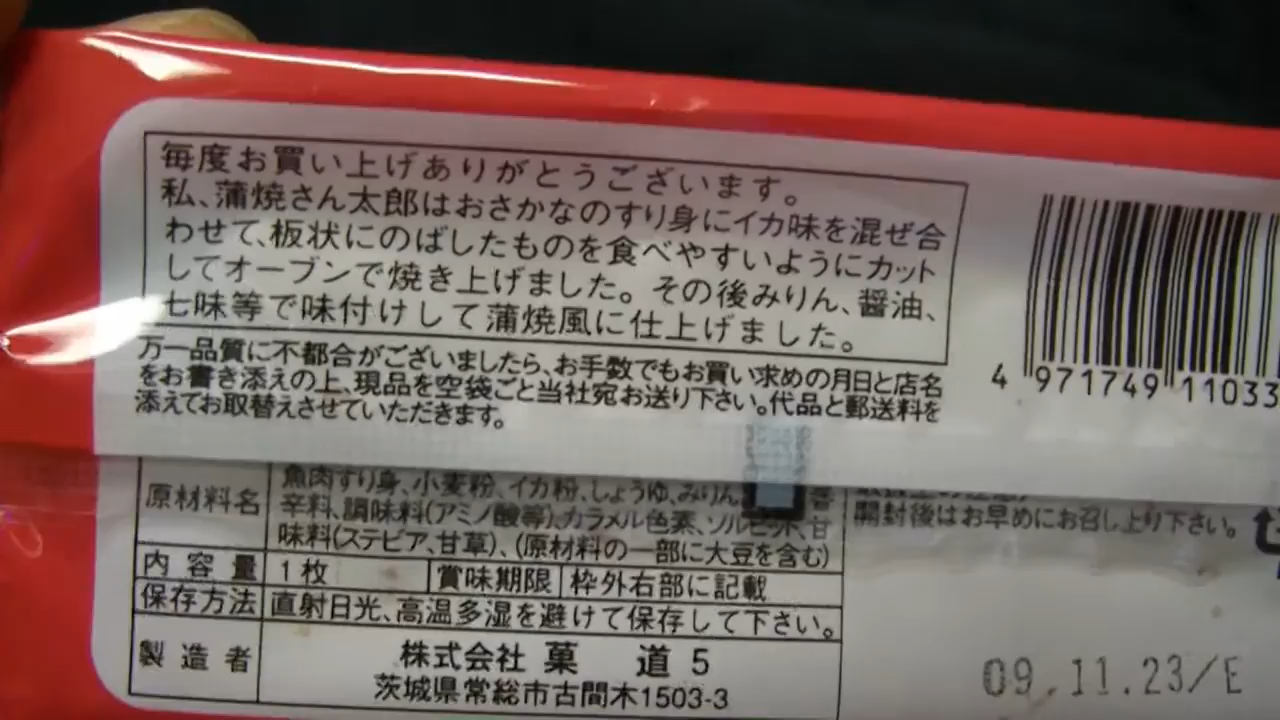 毎度お買い上げありがとうございます。
私、蒲焼さん太郎はおさかなのすり身にイカ味を混ぜ合
わせて、板状にのばしたものを食べやすいようにカット
してオーブンで焼き上げました。その後みりん、醤油、
七味等で味付けして蒲焼風に仕上げました。
万一品質に不都合がございましたら、お手数でもお買い求めの月日と店名
をお書き添えの上、現品を空袋ごと当社宛お送り下さい。代品と郵送料を
添えてお取替えさせていただきます。
4 971749 11033
原材料名
魚肉すり身、小麦粉、イカ粉、しょうゆ、みりん
辛料、調味料(アミノ酸等)、カラメル色素、ソルビット、甘
味料(ステビア、甘草)、(原材料の一部に大豆を含む)
内容量 1枚 賞味期限 枠外右部に記載
保存方法 直射日光、高温多湿を避けて保存して下さい。
製造者 株式会社 菓 道 5
茨城県常総市古間木1503-3
開封後はお早めにお召し上り下さい。
09.11.23/E